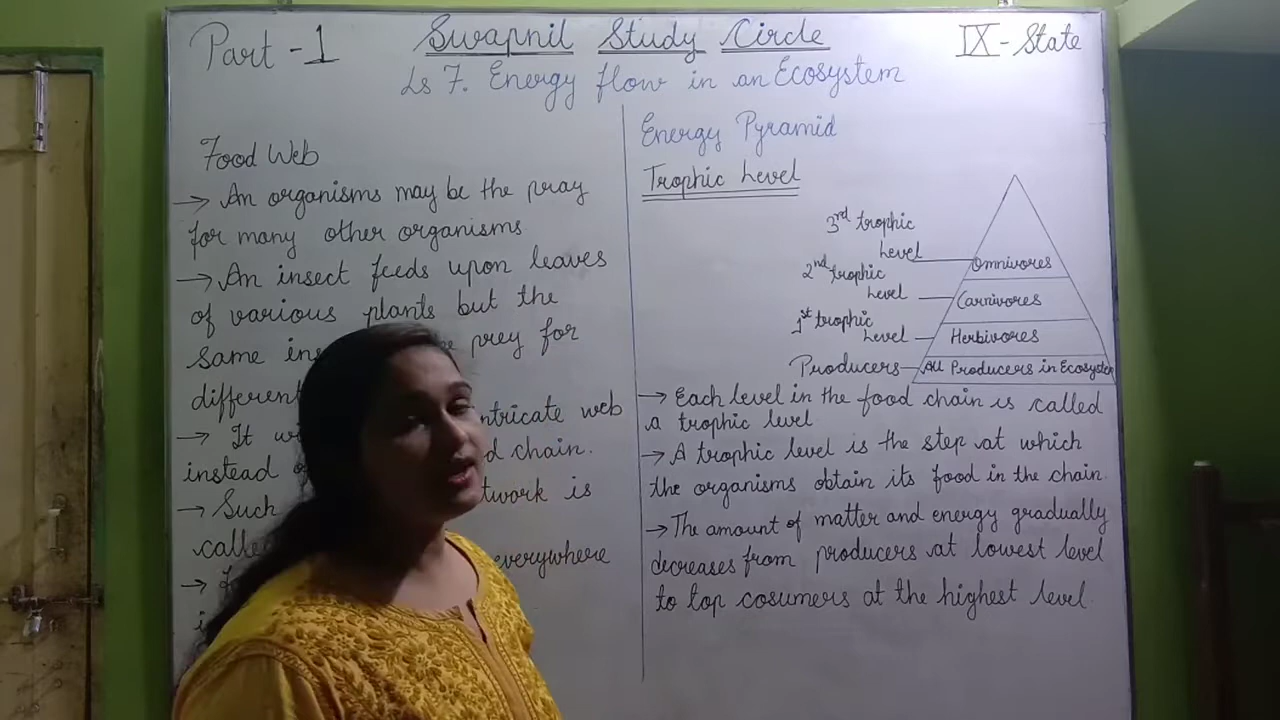 Part -1
Swapnil Study Circle
IX - State
Ls 7. Energy flow in an Ecosystem
Food Web
→ An organisms may be the pray
for many other organisms
→ An insect feeds upon leaves
of various plants but the
same prey for
different
→ It web
instead chain.
→ Such is
everywhere
Energy Pyramid
Trophic Level
3rd trophic
Level
Omnivores
2nd trophic
Level
Carnivores
1st trophic
Level
Herbivores
Producers
All Producers in Ecosystem
→ Each level in the food chain is called
a trophic level
→ A trophic level is the step at which
the organisms obtain its food in the chain.
→ The amount of matter and energy gradually
decreases from producers at lowest level
to top cosumers at the highest level.